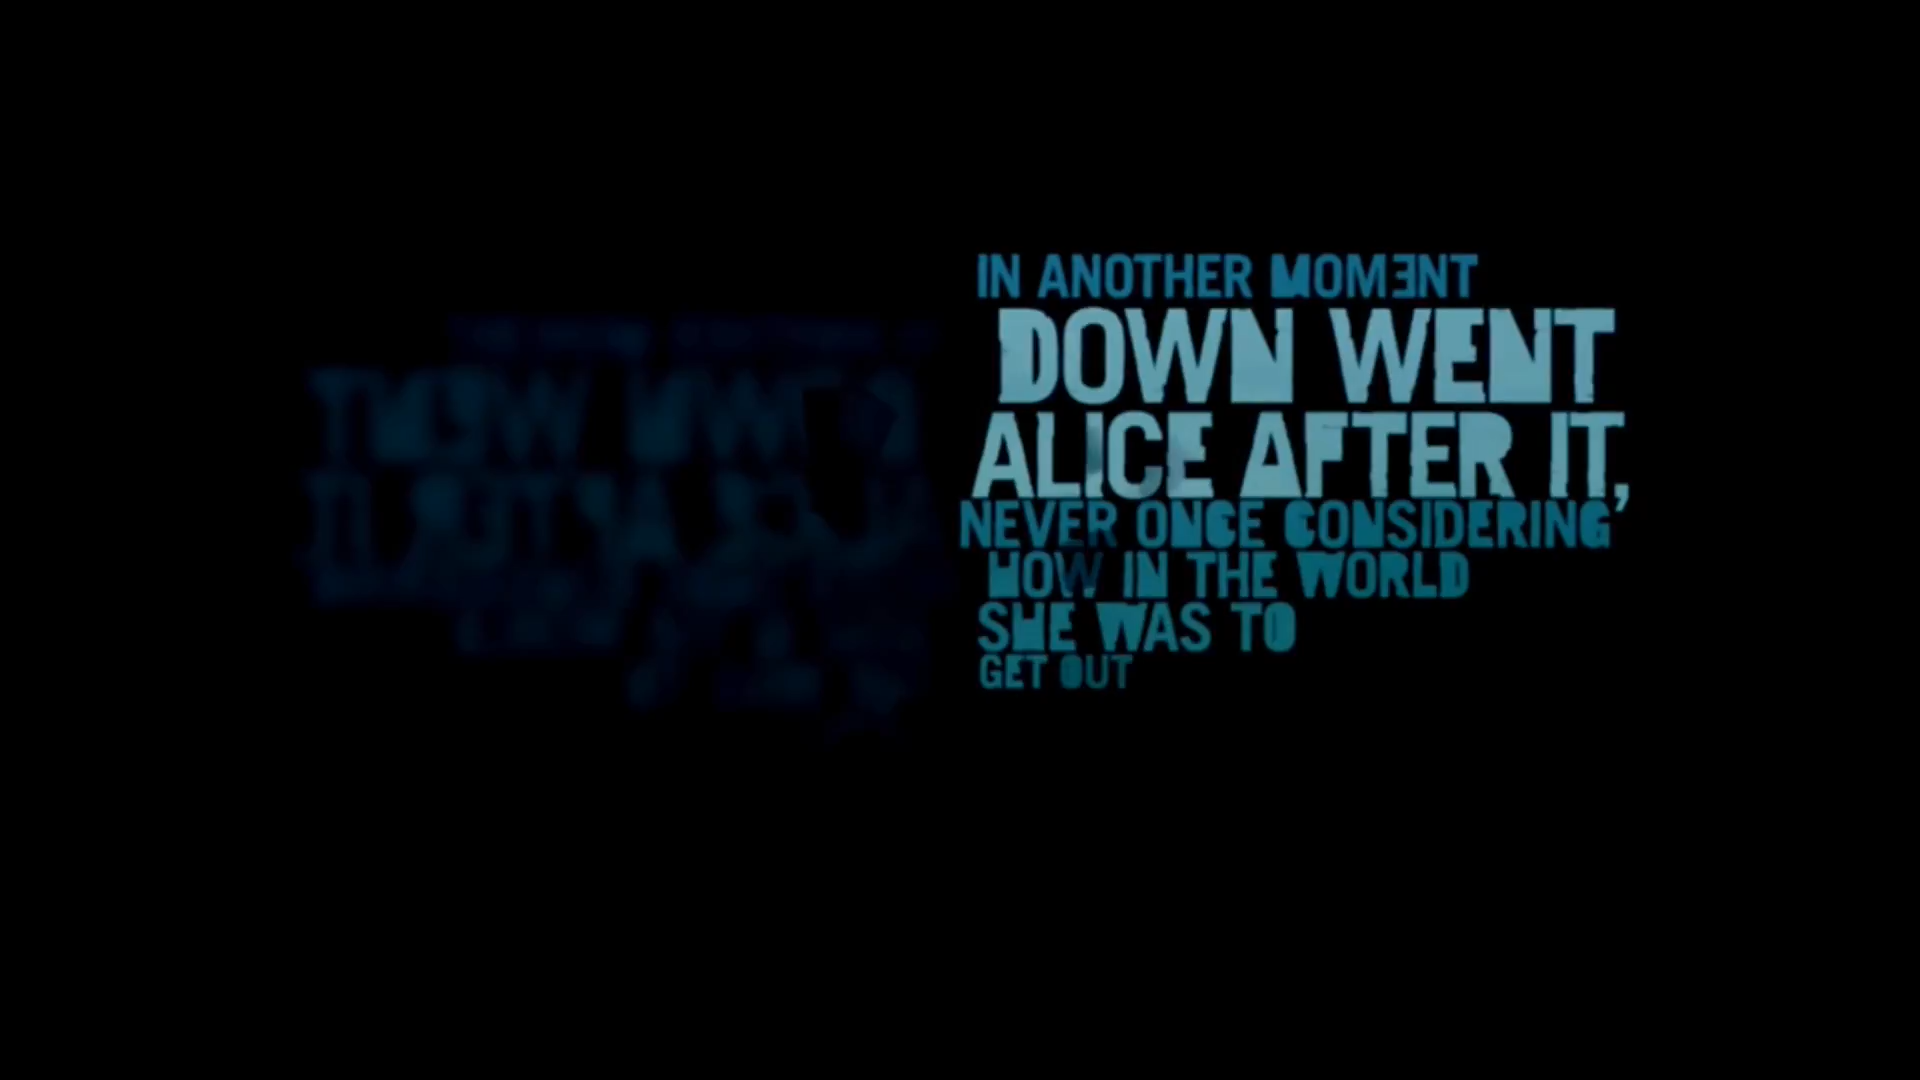 IN ANOTHER MOMENT
DOWN WENT
ALICE AFTER IT,
NEVER ONCE CONSIDERING
HOW IN THE WORLD
SHE WAS TO
GET OUT